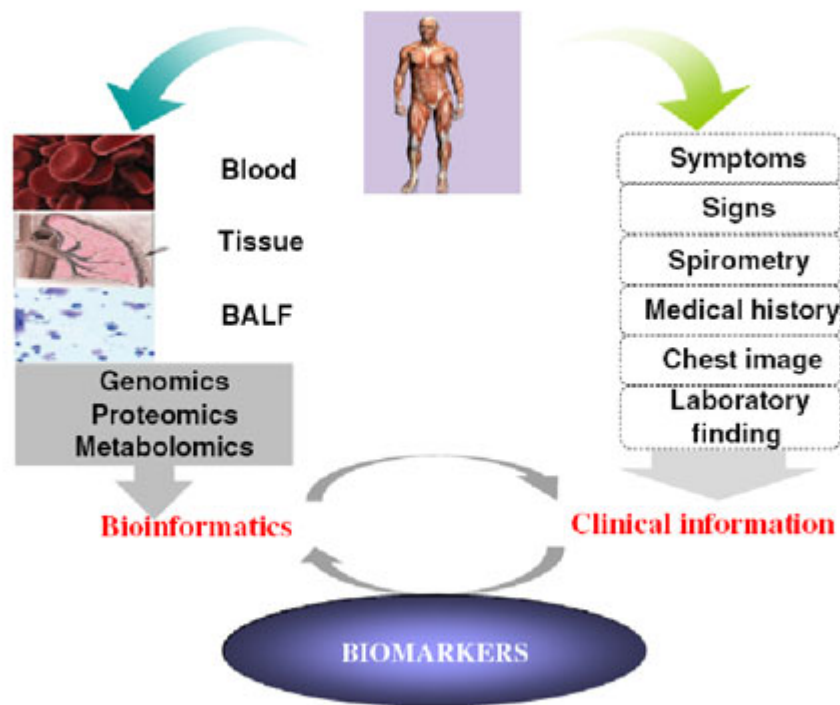 Blood
Tissue
BALF
Genomics
Proteomics
Metabolomics
Bioinformatics
Symptoms
Signs
Spirometry
Medical history
Chest image
Laboratory
finding
Clinical information
BIOMARKERS